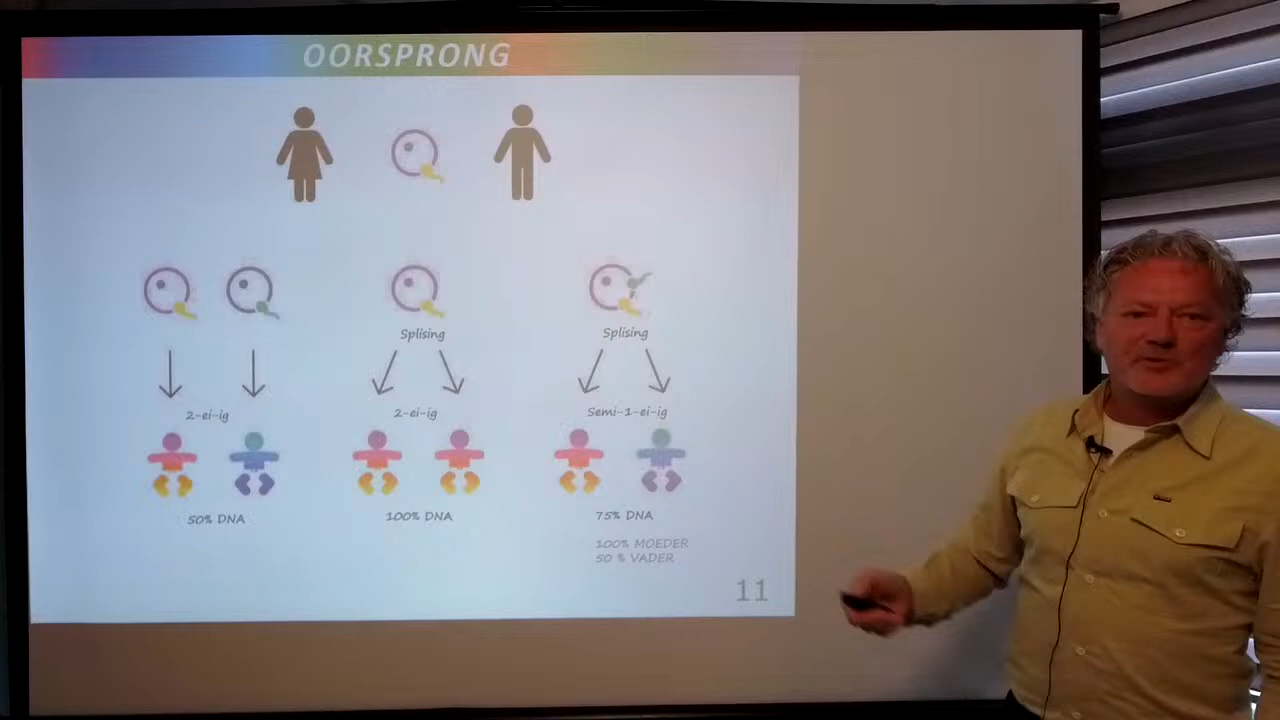 OORSPRONG
Splising
Splising
2-ei-ig
2-ei-ig
Semi-1-ei-ig
50% DNA
100% DNA
75% DNA
100% MOEDER
50 % VADER
11